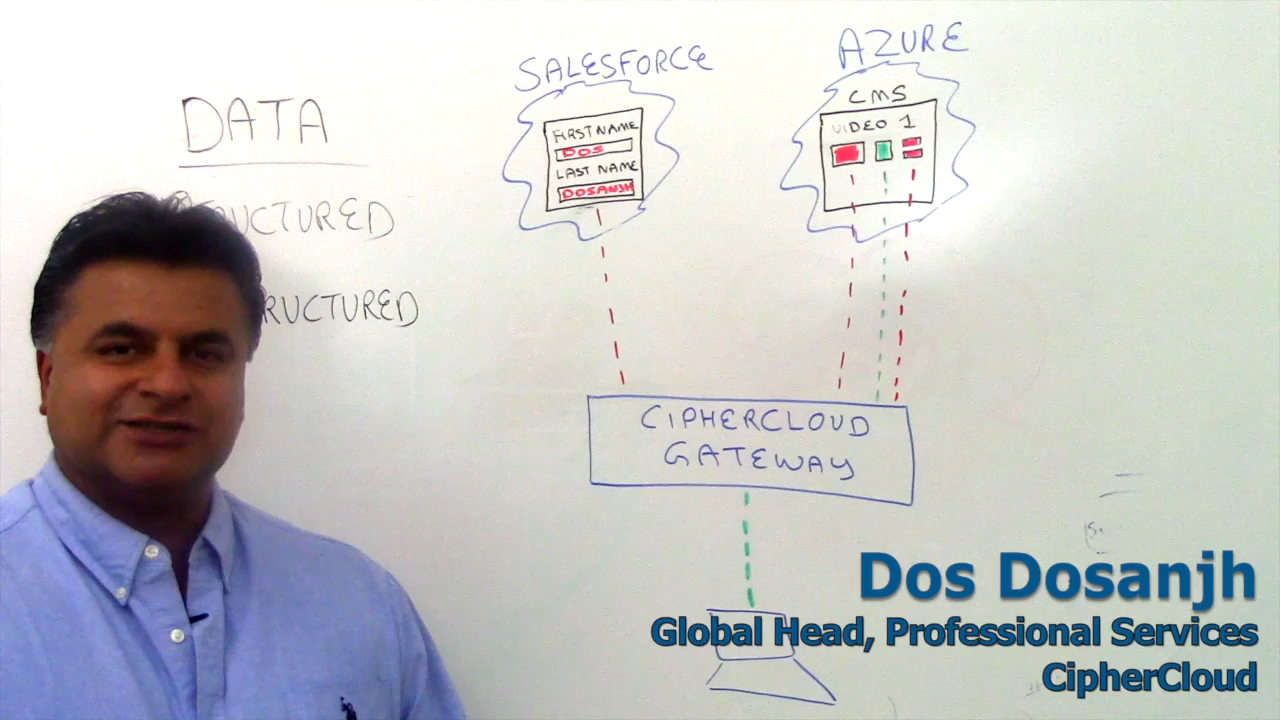 DATA
STRUCTURED
RUCTURED
SALESFORCE
FIRST NAME
DOS
LAST NAME
DOSANJH
AZURE
CMS
VIDEO 1
CIPHERCLOUD
GATEWAY
Dos Dosanjh
Global Head, Professional Services
CipherCloud